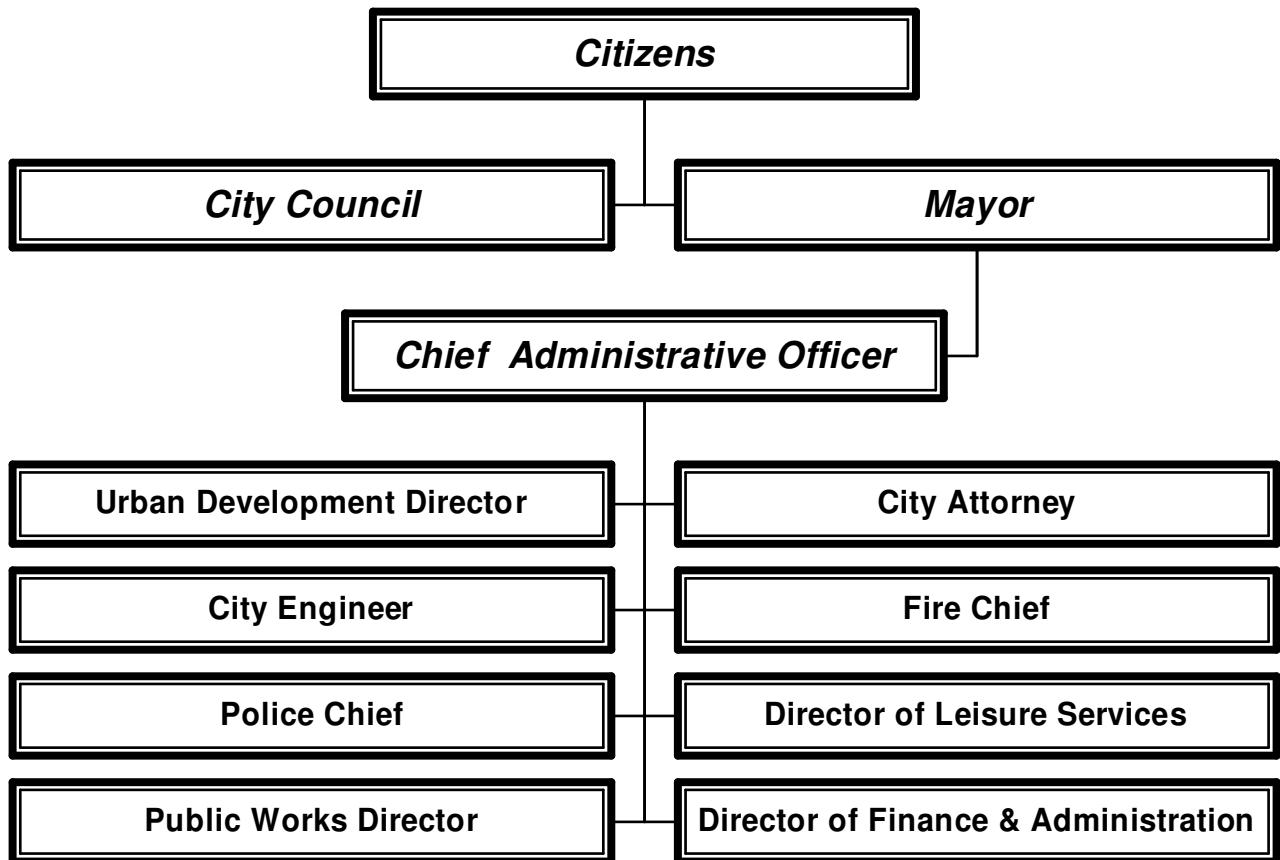 Citizens
City Council
Mayor
Chief Administrative Officer
Urban Development Director
City Attorney
City Engineer
Fire Chief
Police Chief
Director of Leisure Services
Public Works Director
Director of Finance & Administration